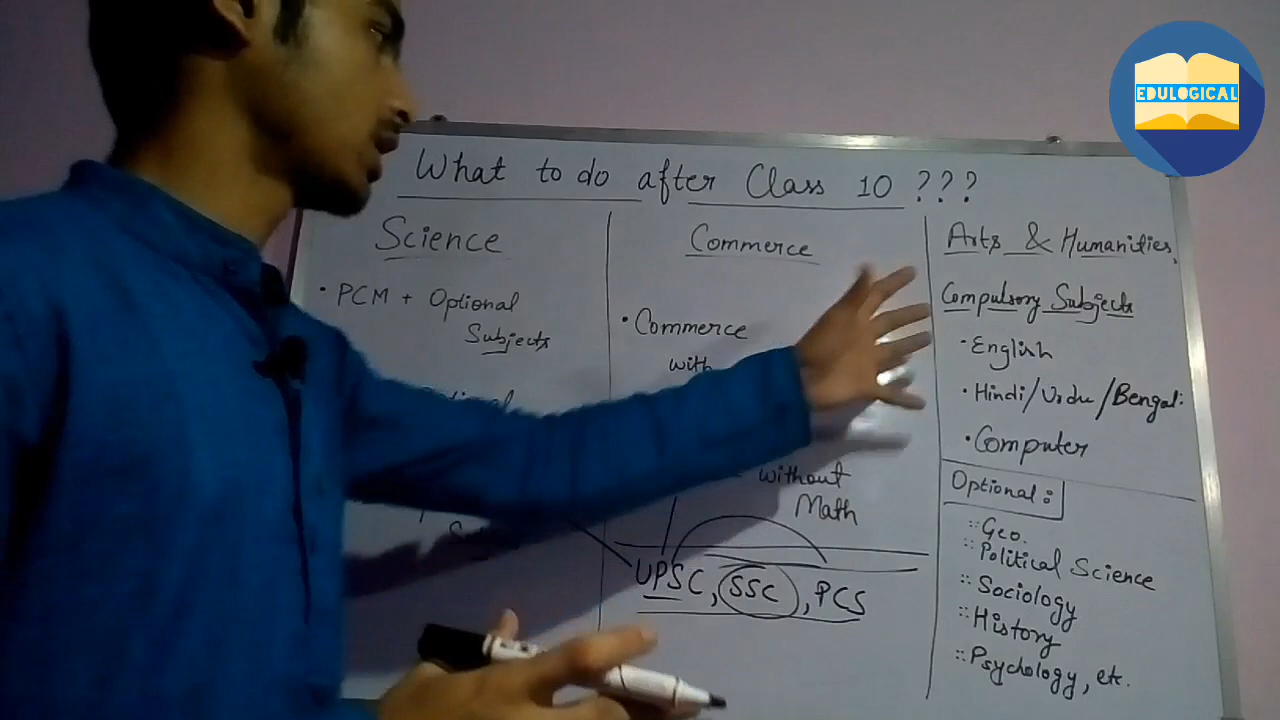 EDULOGICAL
What to do after Class 10 ???
Science
• PCM + Optional
Subjects
Commerce
• Commerce
with
without
Math
UPSC, SSC, PCS
Arts & Humanities,
Compulsory Subjects
• English
• Hindi/Urdu/Bengali
• Computer
Optional:
:: Geo.
:: Political Science
:: Sociology
:: History
:: Psychology, etc.